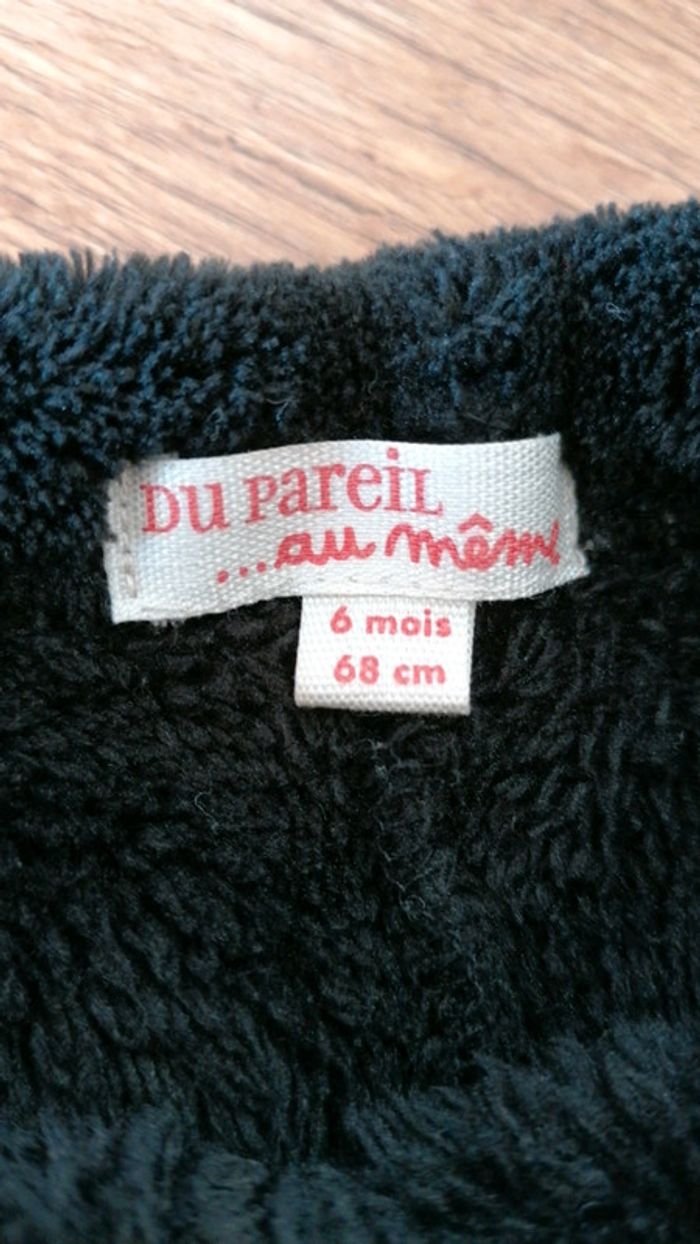 Du Pareil
...au même
6 mois
68 cm